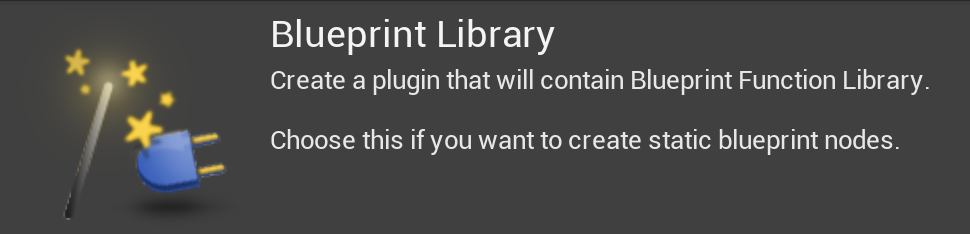 Blueprint Library
Create a plugin that will contain Blueprint Function Library.
Choose this if you want to create static blueprint nodes.